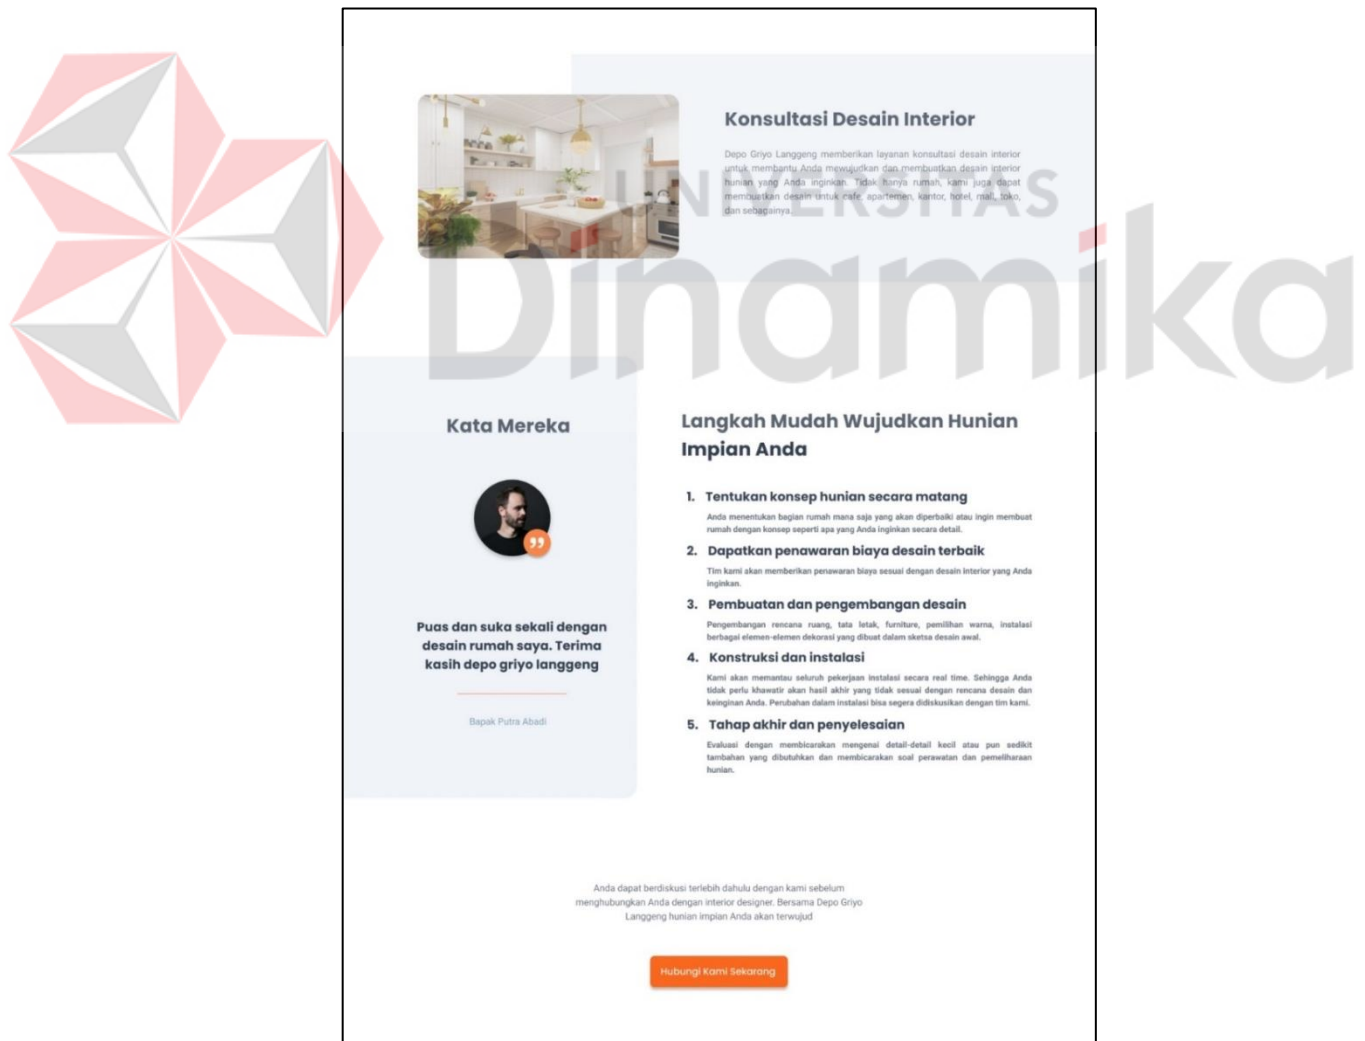 UNIVERSITAS
Dinamika
Konsultasi Desain Interior
Depo Griyo Langgeng memberikan layanan konsultasi desain interior
untuk membantu Anda mewujudkan dan membuatkan desain interior
hunian yang Anda inginkan. Tidak hanya rumah, kami juga dapat
membuatkan desain untuk cafe, apartemen, kantor, hotel, mall, toko,
dan sebagainya.
Kata Mereka
Puas dan suka sekali dengan
desain rumah saya. Terima
kasih depo griyo langgeng
Bapak Putra Abadi
Langkah Mudah Wujudkan Hunian
Impian Anda
1. Tentukan konsep hunian secara matang
Anda menentukan bagian rumah mana saja yang akan diperbaiki atau ingin membuat
rumah dengan konsep seperti apa yang Anda inginkan secara detail.
2. Dapatkan penawaran biaya desain terbaik
Tim kami akan memberikan penawaran biaya sesuai dengan desain interior yang Anda
inginkan.
3. Pembuatan dan pengembangan desain
Pengembangan rencana ruang, tata letak, furniture, pemilihan warna, instalasi
berbagai elemen-elemen dekorasi yang dibuat dalam sketsa desain awal.
4. Konstruksi dan instalasi
Kami akan memantau seluruh pekerjaan instalasi secara real time. Sehingga Anda
tidak perlu khawatir akan hasil akhir yang tidak sesuai dengan rencana desain dan
keinginan Anda. Perubahan dalam instalasi bisa segera didiskusikan dengan tim kami.
5. Tahap akhir dan penyelesaian
Evaluasi dengan membicarakan mengenai detail-detail kecil atau pun sedikit
tambahan yang dibutuhkan dan membicarakan soal perawatan dan pemeliharaan
hunian.
Anda dapat berdiskusi terlebih dahulu dengan kami sebelum
menghubungkan Anda dengan interior designer. Bersama Depo Griyo
Langgeng hunian impian Anda akan terwujud
Hubungi Kami Sekarang